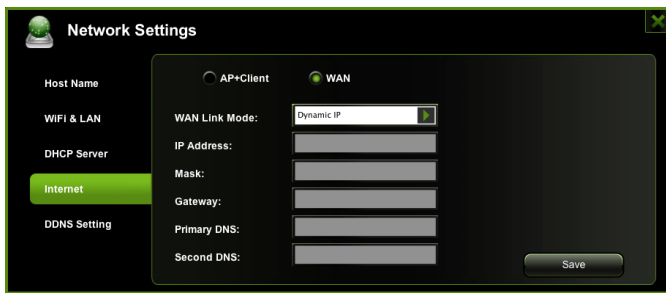 Network Settings
AP+Client WAN
Host Name
WiFi & LAN
DHCP Server
Internet
DDNS Setting
WAN Link Mode: Dynamic IP
IP Address:
Mask:
Gateway:
Primary DNS:
Second DNS:
Save